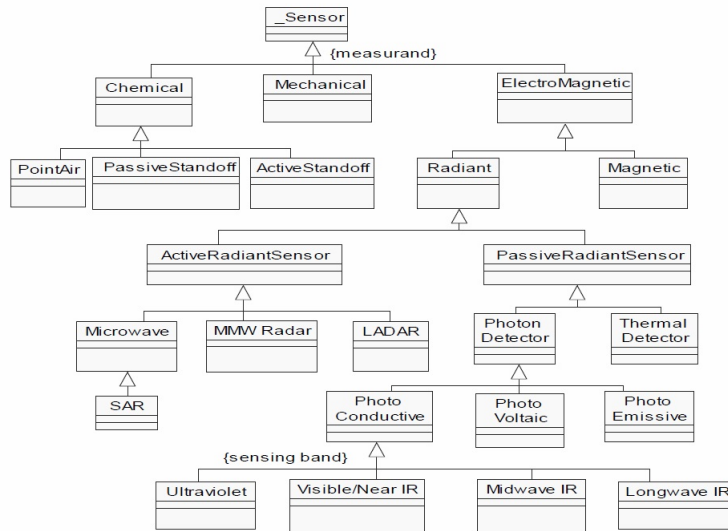 _Sensor
{measurand}
Chemical
Mechanical
ElectroMagnetic
PointAir
PassiveStandoff
ActiveStandoff
Radiant
Magnetic
ActiveRadiantSensor
PassiveRadiantSensor
Microwave
MMW Radar
LADAR
Photon
Detector
Thermal
Detector
SAR
Photo
Conductive
Photo
Voltaic
Photo
Emissive
{sensing band}
Ultraviolet
Visible/Near IR
Midwave IR
Longwave IR